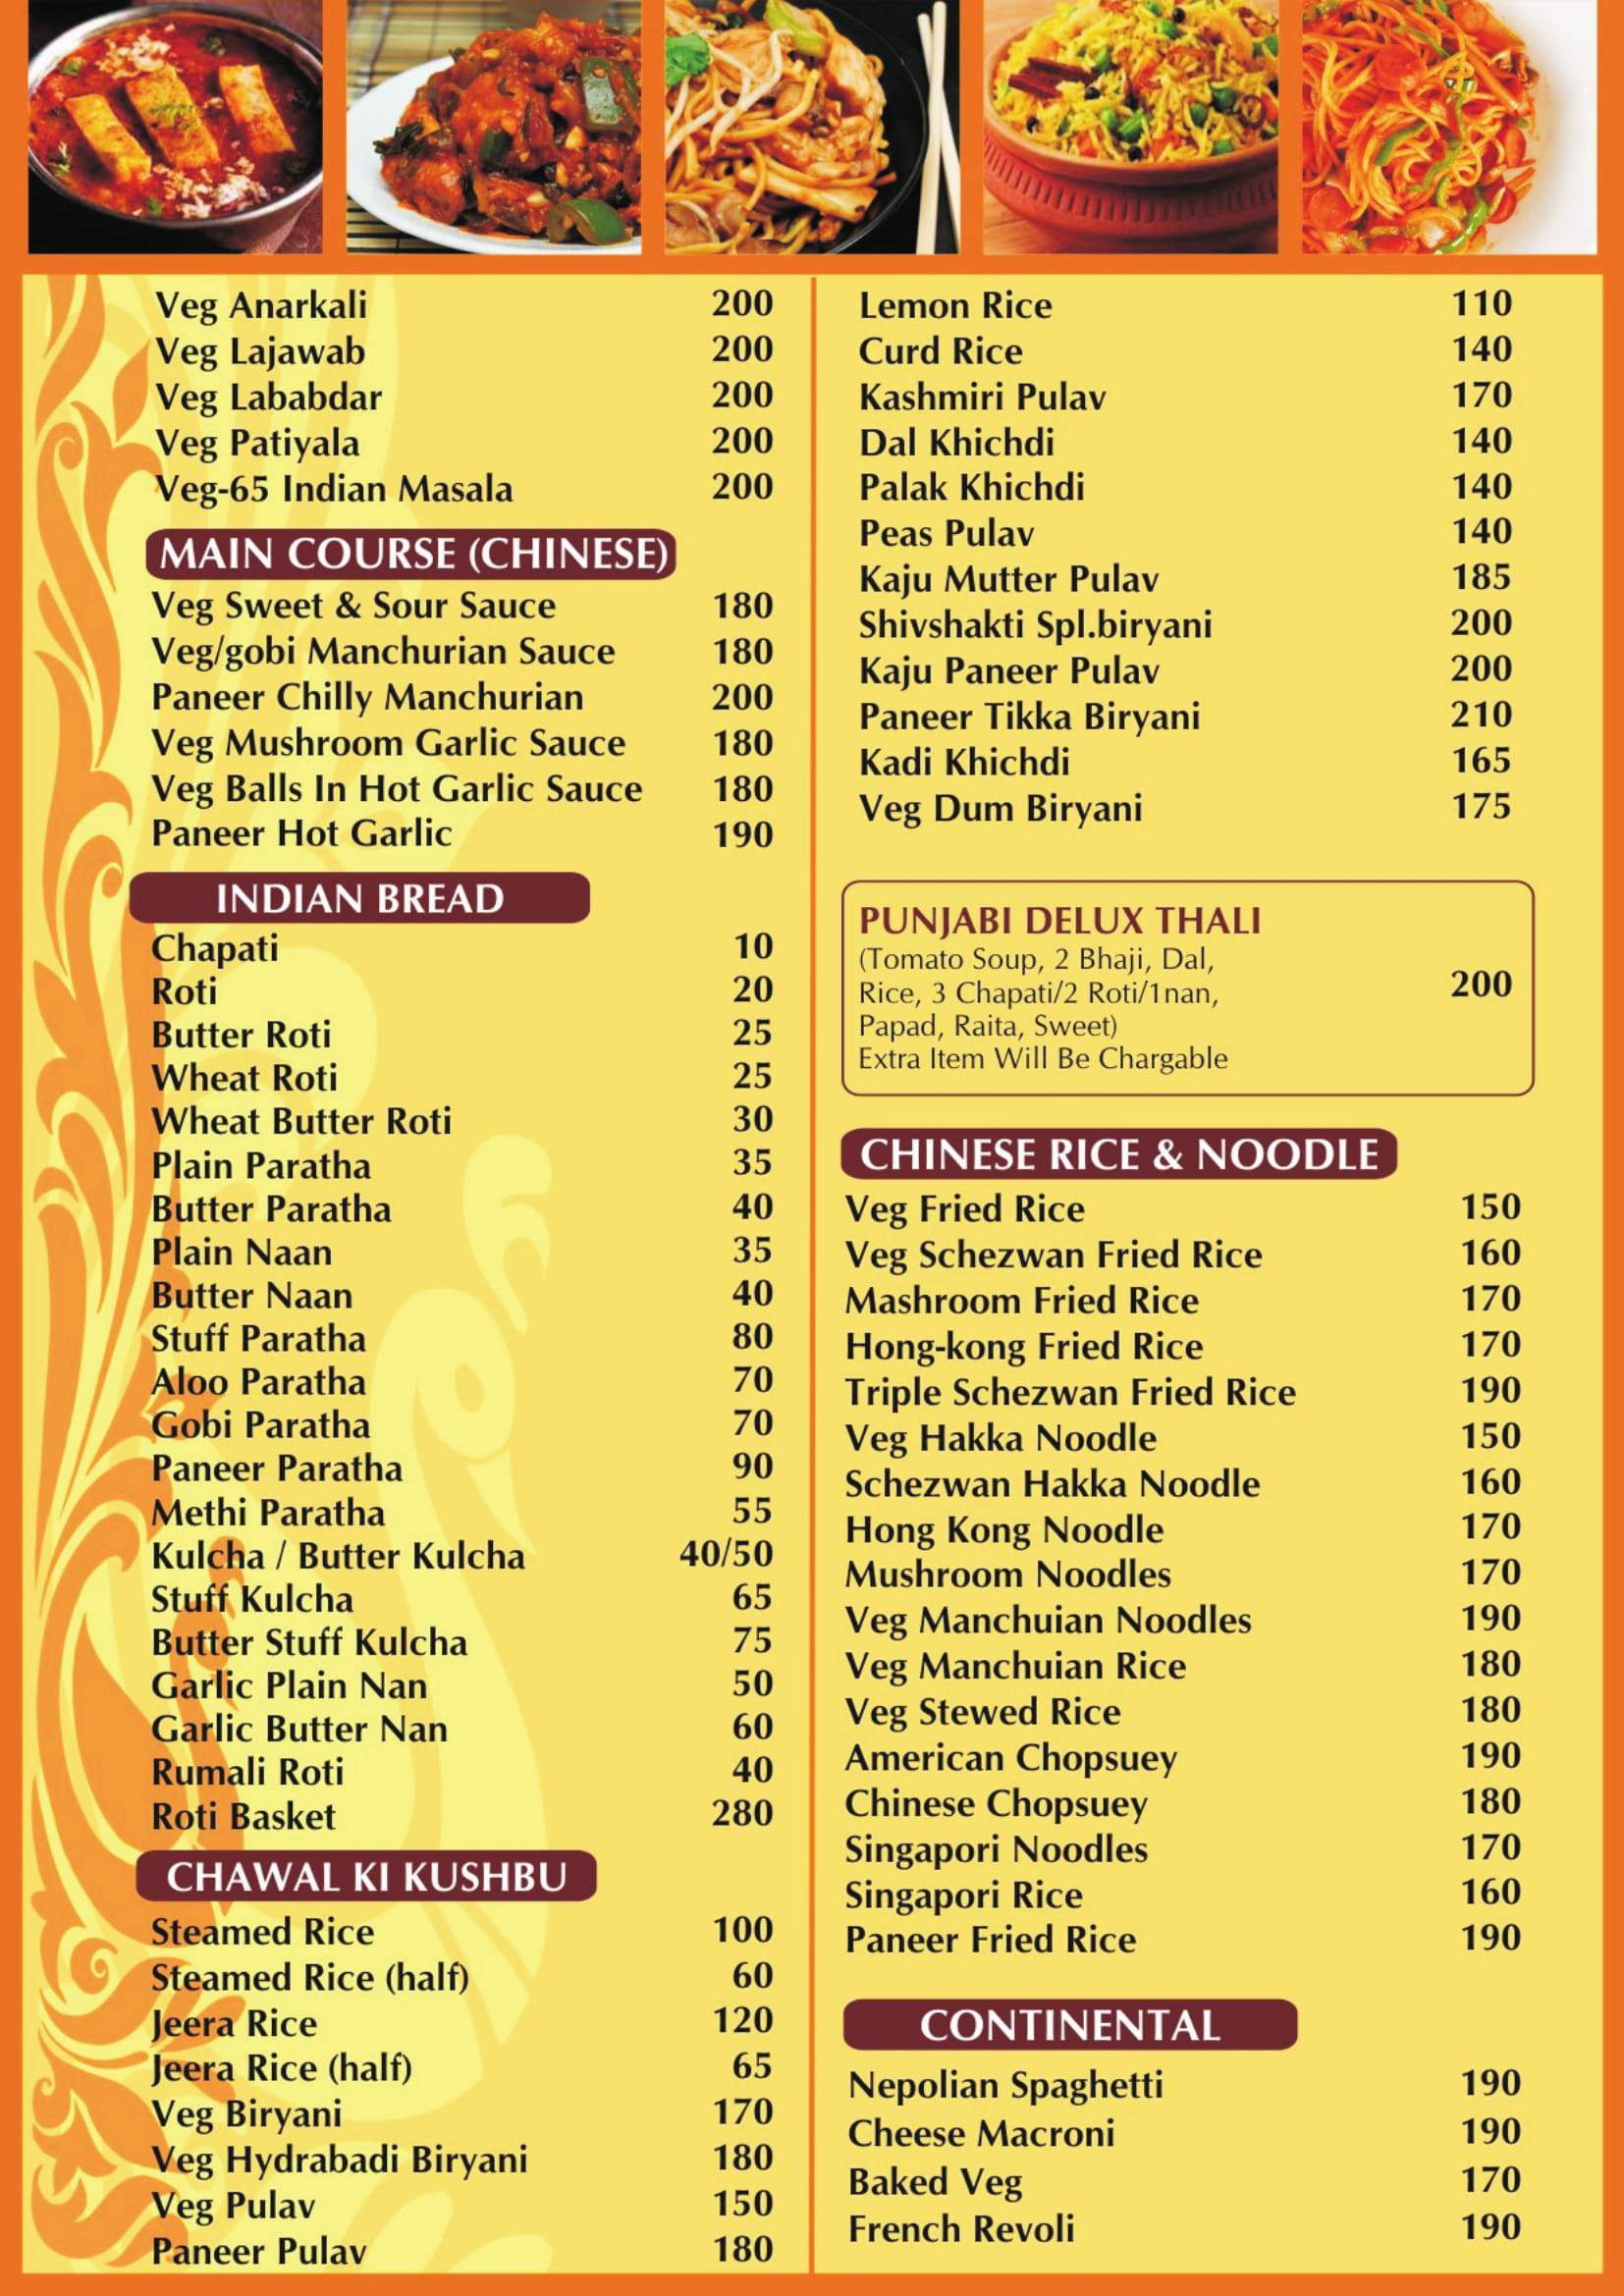 Veg Anarkali 200
Veg Lajawab 200
Veg Lababdar 200
Veg Patiyala 200
Veg-65 Indian Masala 200
MAIN COURSE (CHINESE)
Veg Sweet & Sour Sauce 180
Veg/gobi Manchurian Sauce 180
Paneer Chilly Manchurian 200
Veg Mushroom Garlic Sauce 180
Veg Balls In Hot Garlic Sauce 180
Paneer Hot Garlic 190
INDIAN BREAD
Chapati 10
Roti 20
Butter Roti 25
Wheat Roti 25
Wheat Butter Roti 30
Plain Paratha 35
Butter Paratha 40
Plain Naan 35
Butter Naan 40
Stuff Paratha 80
Aloo Paratha 70
Gobi Paratha 70
Paneer Paratha 90
Methi Paratha 55
Kulcha / Butter Kulcha 40/50
Stuff Kulcha 65
Butter Stuff Kulcha 75
Garlic Plain Nan 50
Garlic Butter Nan 60
Rumali Roti 40
Roti Basket 280
CHAWAL KI KUSHBU
Steamed Rice 100
Steamed Rice (half) 60
Jeera Rice 120
Jeera Rice (half) 65
Veg Biryani 170
Veg Hydrabadi Biryani 180
Veg Pulav 150
Paneer Pulav 180
Lemon Rice 110
Curd Rice 140
Kashmiri Pulav 170
Dal Khichdi 140
Palak Khichdi 140
Peas Pulav 140
Kaju Mutter Pulav 185
Shivshakti Spl.biryani 200
Kaju Paneer Pulav 200
Paneer Tikka Biryani 210
Kadi Khichdi 165
Veg Dum Biryani 175
PUNJABI DELUX THALI
(Tomato Soup, 2 Bhaji, Dal,
Rice, 3 Chapati/2 Roti/1nan, 200
Papad, Raita, Sweet)
Extra Item Will Be Chargable
CHINESE RICE & NOODLE
Veg Fried Rice 150
Veg Schezwan Fried Rice 160
Mashroom Fried Rice 170
Hong-kong Fried Rice 170
Triple Schezwan Fried Rice 190
Veg Hakka Noodle 150
Schezwan Hakka Noodle 160
Hong Kong Noodle 170
Mushroom Noodles 170
Veg Manchuian Noodles 190
Veg Manchuian Rice 180
Veg Stewed Rice 180
American Chopsuey 190
Chinese Chopsuey 180
Singapori Noodles 170
Singapori Rice 160
Paneer Fried Rice 190
CONTINENTAL
Nepolian Spaghetti 190
Cheese Macroni 190
Baked Veg 170
French Revoli 190